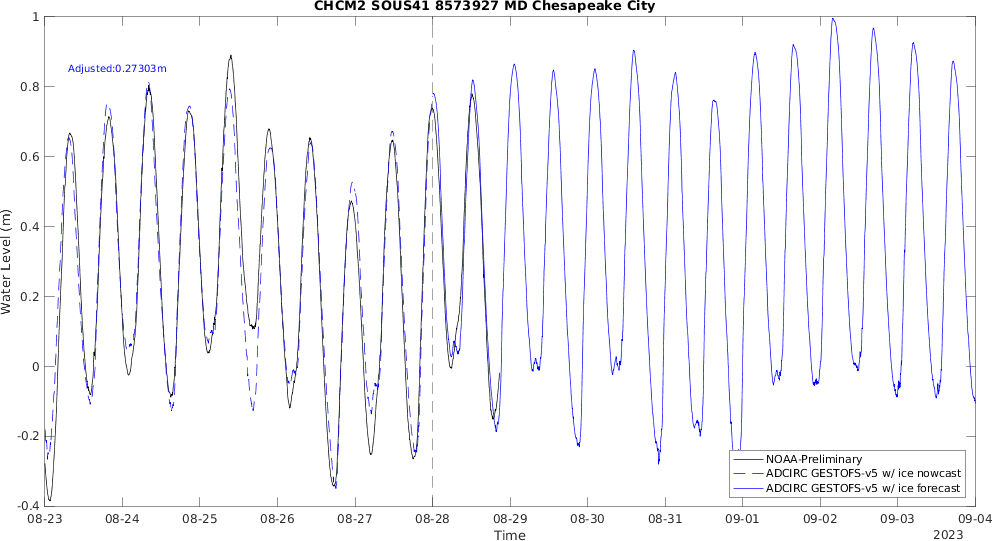 CHCM2 SOUS41 8573927 MD Chesapeake City
Adjusted:0.27303m
Water Level (m)
1
0.8
0.6
0.4
0.2
0
-0.2
-0.4
NOAA-Preliminary
ADCIRC GESTOFS-v5 w/ ice nowcast
ADCIRC GESTOFS-v5 w/ ice forecast
08-23 08-24 08-25 08-26 08-27 08-28 08-29 08-30 08-31 09-01 09-02 09-03 09-04
Time
2023